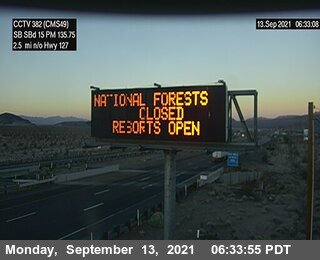 CCTV 382 (CMS49)
SB SBd 15 PM 135.75
2.5 mi n/o Hwy 127
13.Sep 2021 06:33:08
NATIONAL FORESTS
CLOSED
RESORTS OPEN
Monday, September 13, 2021 06:33:55 PDT